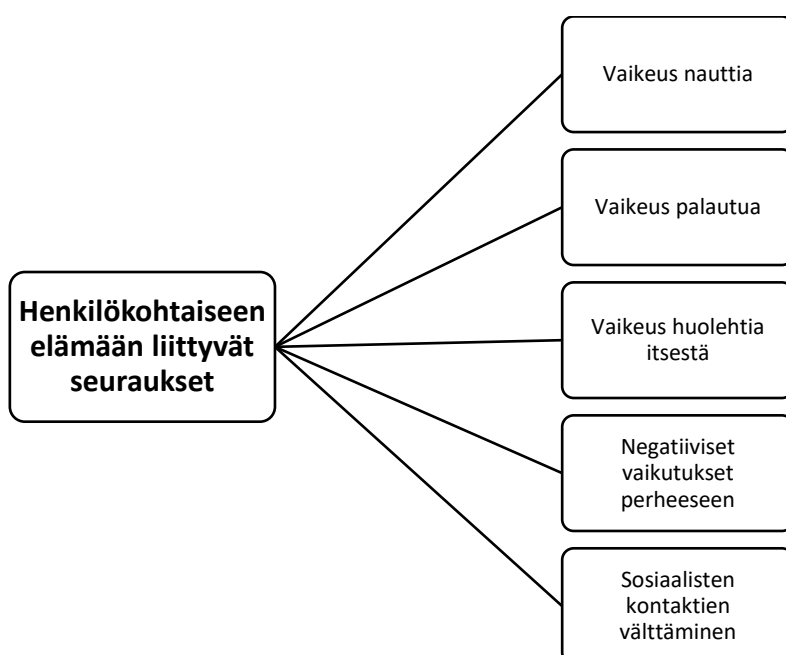 Henkilökohtaiseen
elämään liittyvät
seuraukset
Vaikeus nauttia
Vaikeus palautua
Vaikeus huolehtia
itsestä
Negatiiviset
vaikutukset
perheeseen
Sosiaalisten
kontaktien
välttäminen